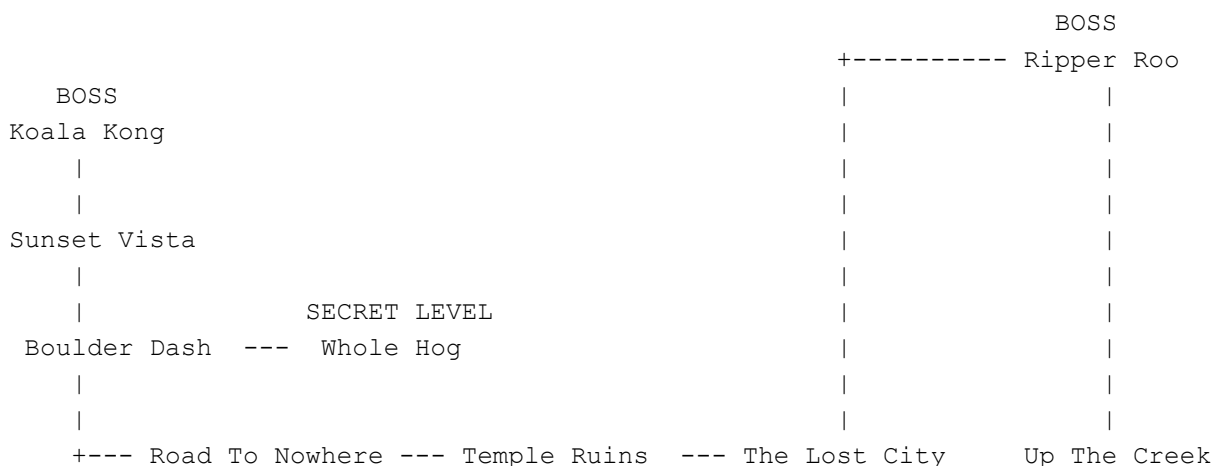 BOSS
+---------- Ripper Roo
BOSS | |
Koala Kong | |
| | |
| | |
Sunset Vista | |
| | |
| SECRET LEVEL | |
Boulder Dash --- Whole Hog | |
| | |
| | |
+--- Road To Nowhere --- Temple Ruins --- The Lost City Up The Creek